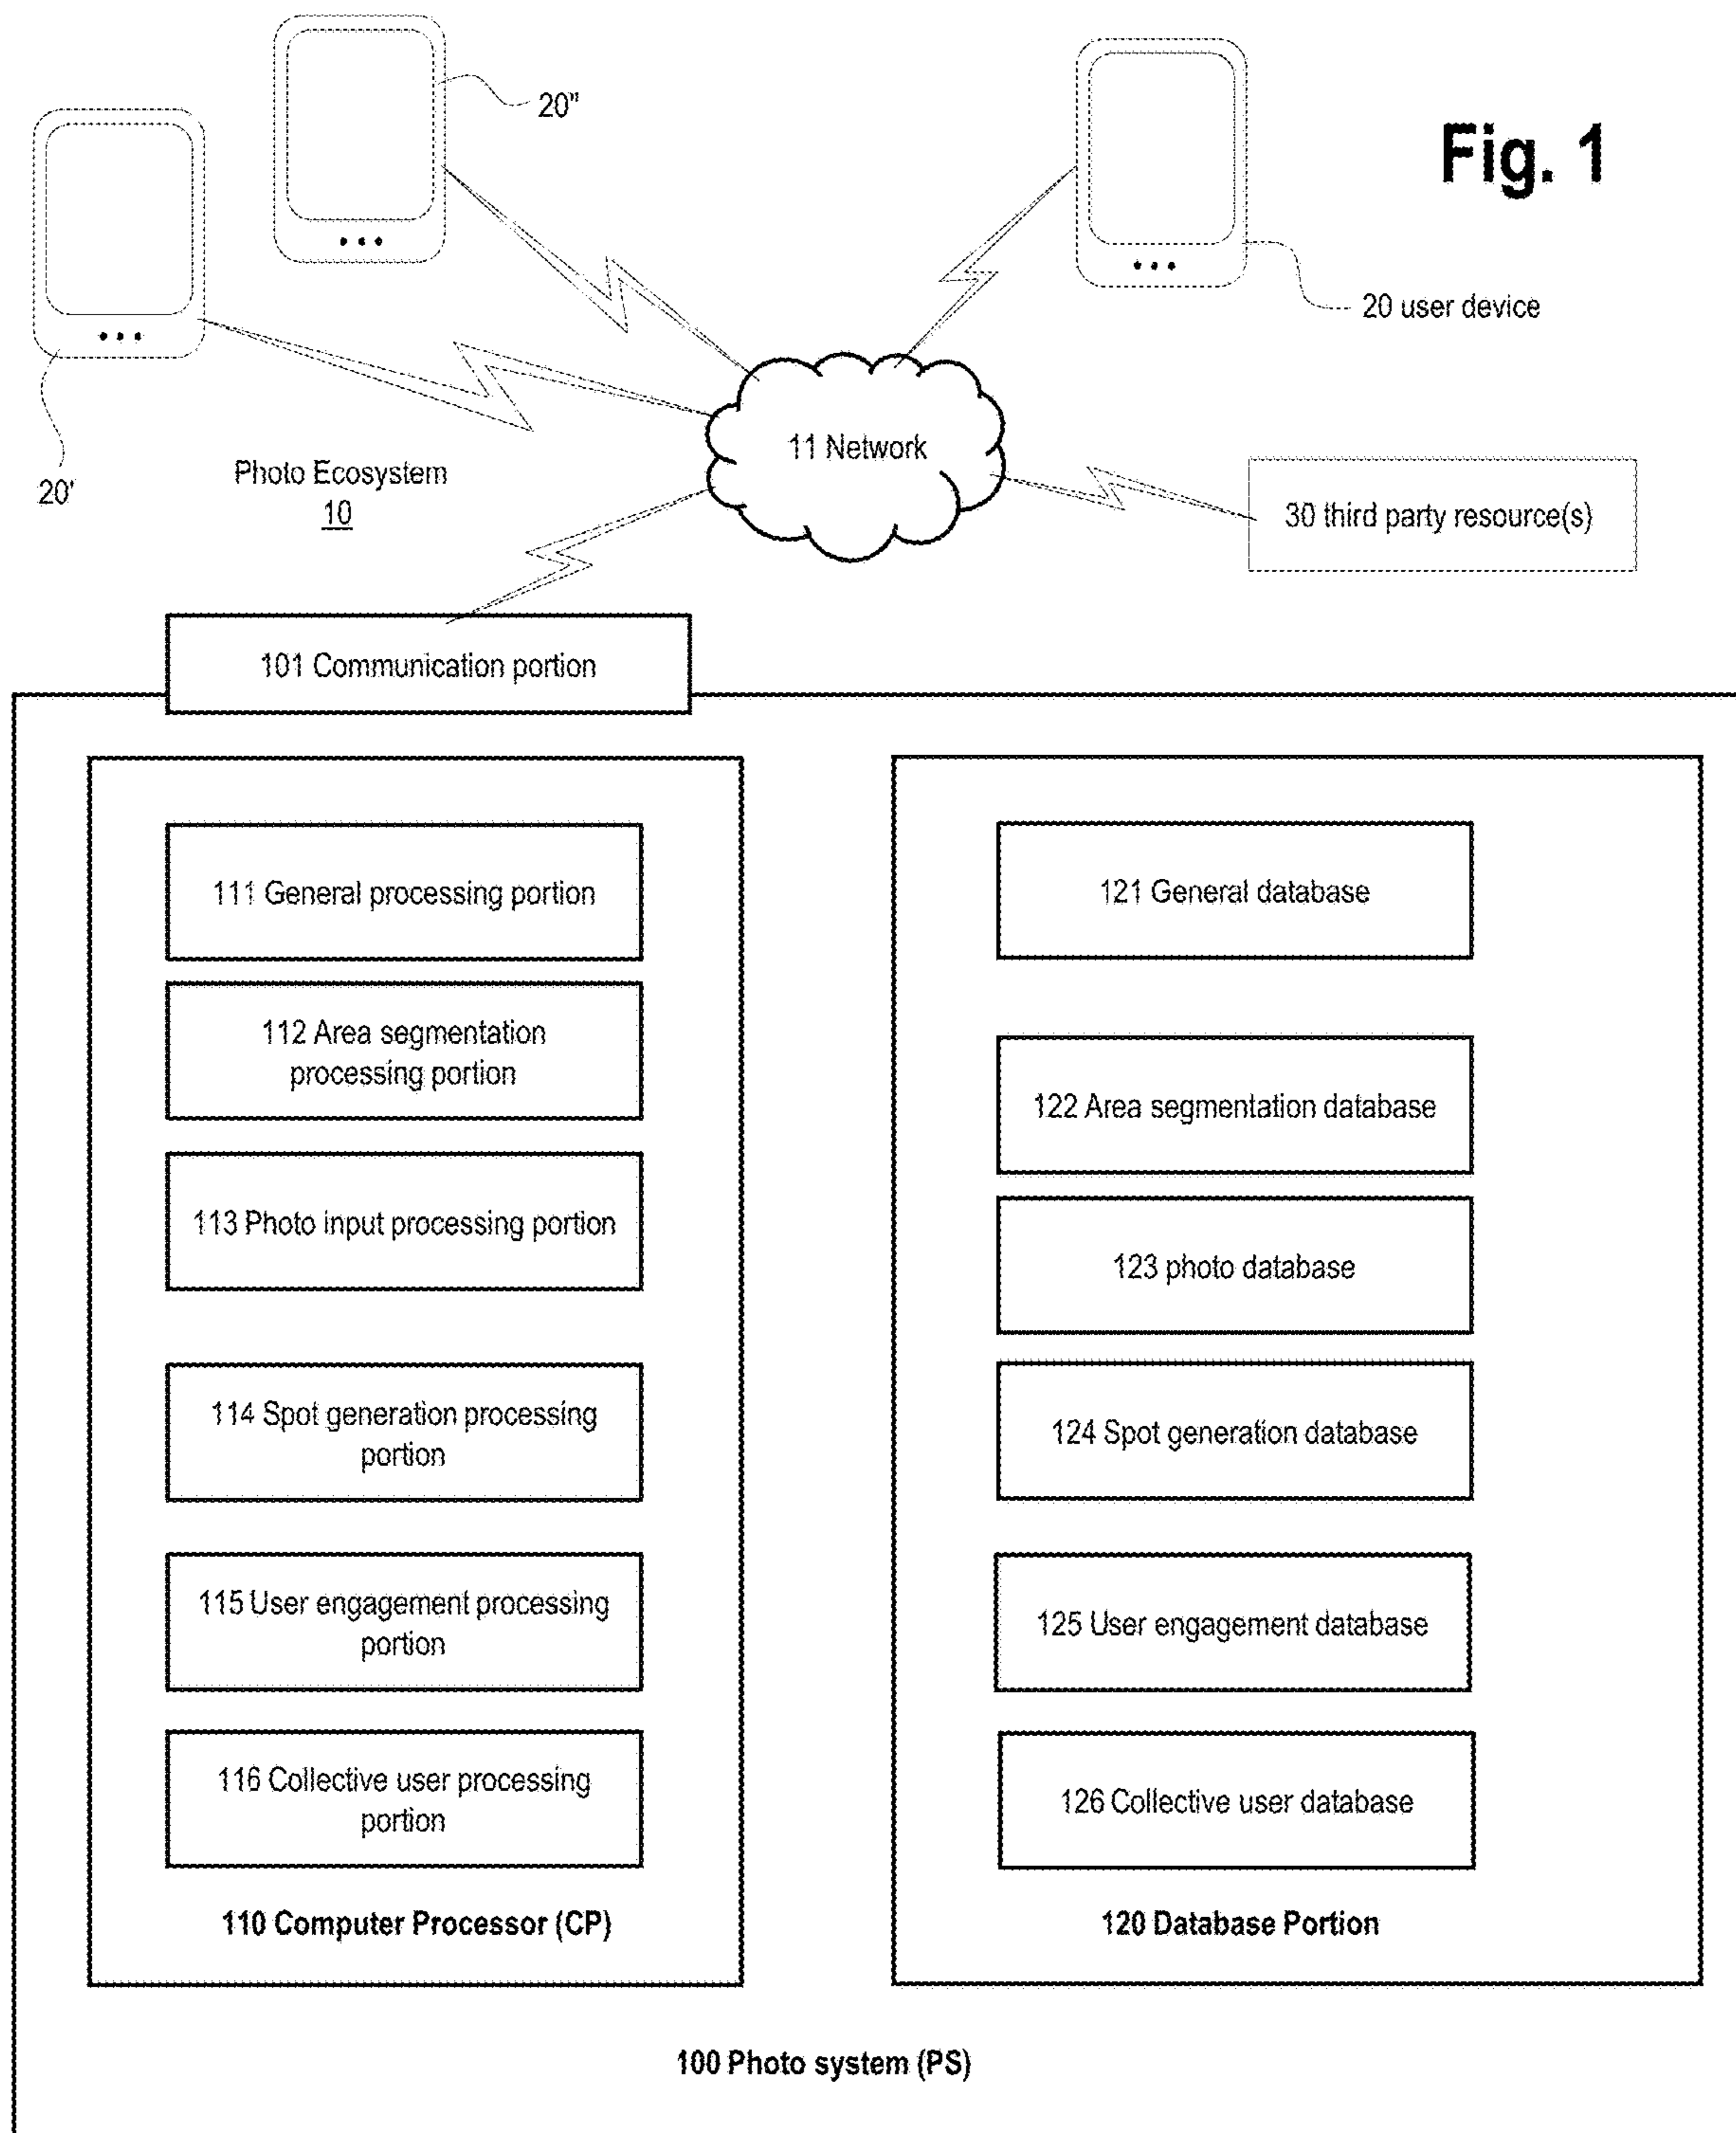 20"
Fig. 1
20 user device
11 Network
Photo Ecosystem
10
20'
30 third party resource(s)
101 Communication portion
111 General processing portion
112 Area segmentation
processing portion
113 Photo input processing portion
114 Spot generation processing
portion
115 User engagement processing
portion
116 Collective user processing
portion
110 Computer Processor (CP)
121 General database
122 Area segmentation database
123 photo database
124 Spot generation database
125 User engagement database
126 Collective user database
120 Database Portion
100 Photo system (PS)